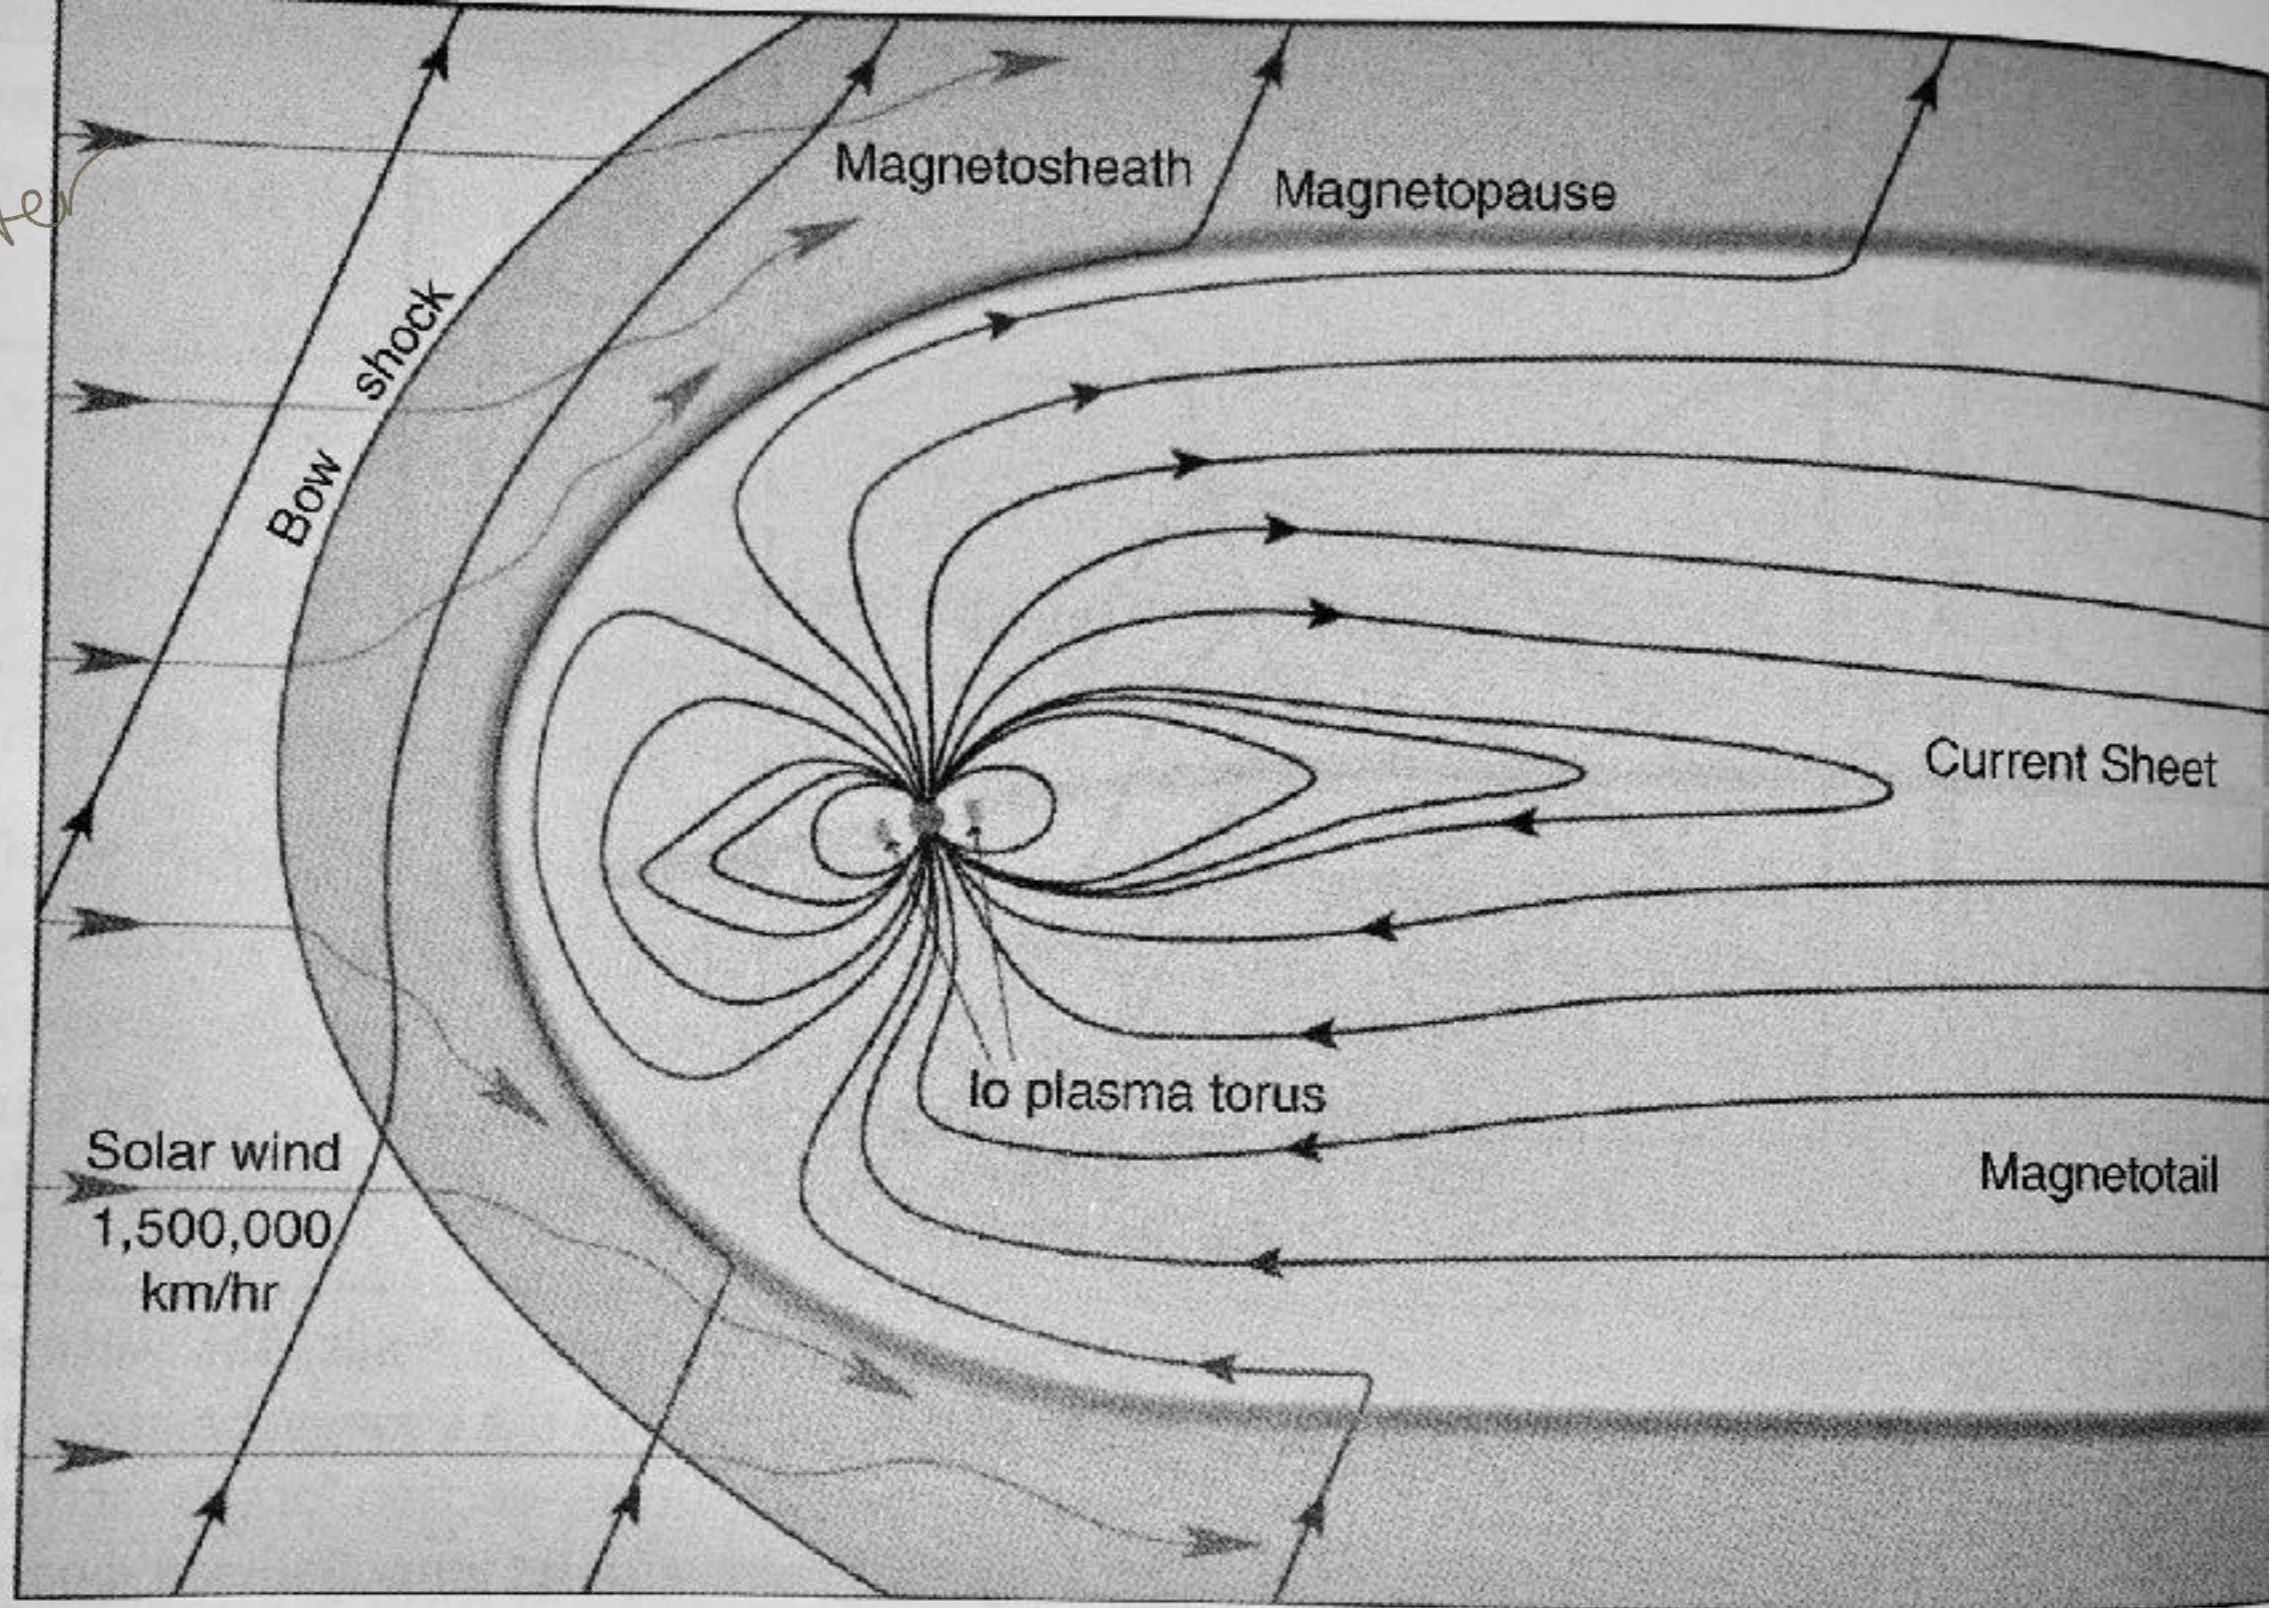 Magnetosheath
Magnetopause
Bow shock
Current Sheet
Io plasma torus
Solar wind
1,500,000
km/hr
Magnetotail